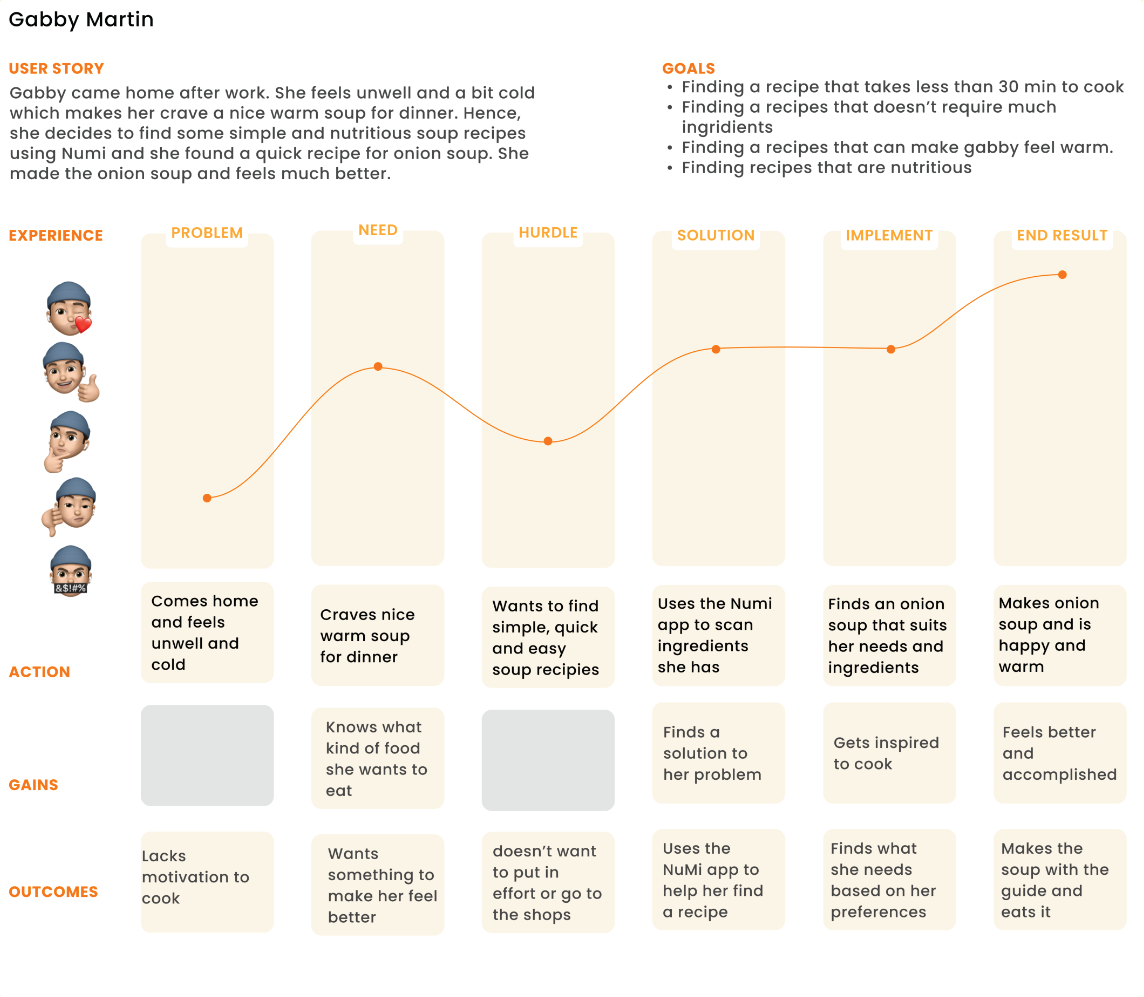 Gabby Martin
USER STORY
Gabby came home after work. She feels unwell and a bit cold
which makes her crave a nice warm soup for dinner. Hence,
she decides to find some simple and nutritious soup recipes
using Numi and she found a quick recipe for onion soup. She
made the onion soup and feels much better.
GOALS
• Finding a recipe that takes less than 30 min to cook
• Finding a recipes that doesn't require much
ingridients
• Finding a recipes that can make gabby feel warm.
• Finding recipes that are nutritious
EXPERIENCE
PROBLEM
NEED
HURDLE
SOLUTION
IMPLEMENT
END RESULT
&$!#%
ACTION
Comes home
and feels
unwell and
cold
Craves nice
warm soup
for dinner
Wants to find
simple, quick
and easy
soup recipies
Uses the Numi
app to scan
ingredients
she has
Finds an onion
soup that suits
her needs and
ingredients
Makes onion
soup and is
happy and
warm
GAINS
Knows what
kind of food
she wants to
eat
Finds a
solution to
her problem
Gets inspired
to cook
Feels better
and
accomplished
OUTCOMES
Lacks
motivation to
cook
Wants
something to
make her feel
better
doesn't want
to put in
effort or go to
the shops
Uses the
NuMi app to
help her find
a recipe
Finds what
she needs
based on her
preferences
Makes the
soup with the
guide and
eats it